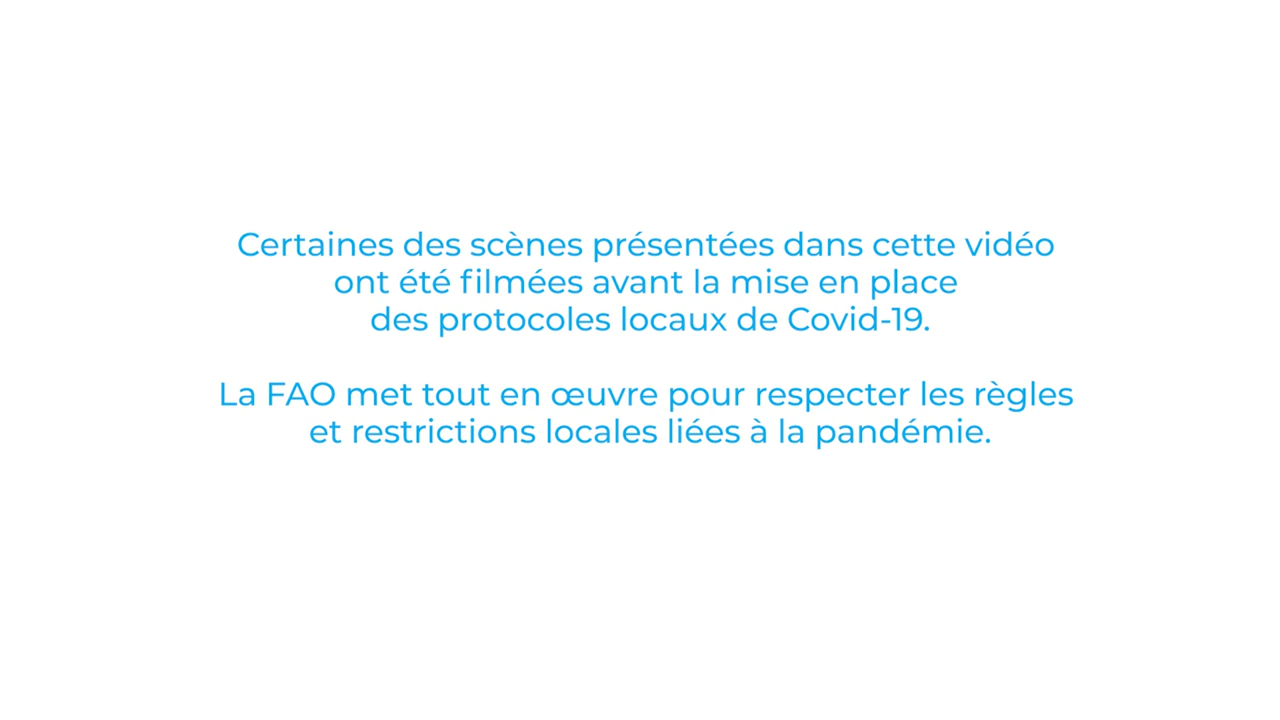 Certaines des scènes présentées dans cette vidéo
ont été filmées avant la mise en place
des protocoles locaux de Covid-19.
La FAO met tout en œuvre pour respecter les règles
et restrictions locales liées à la pandémie.